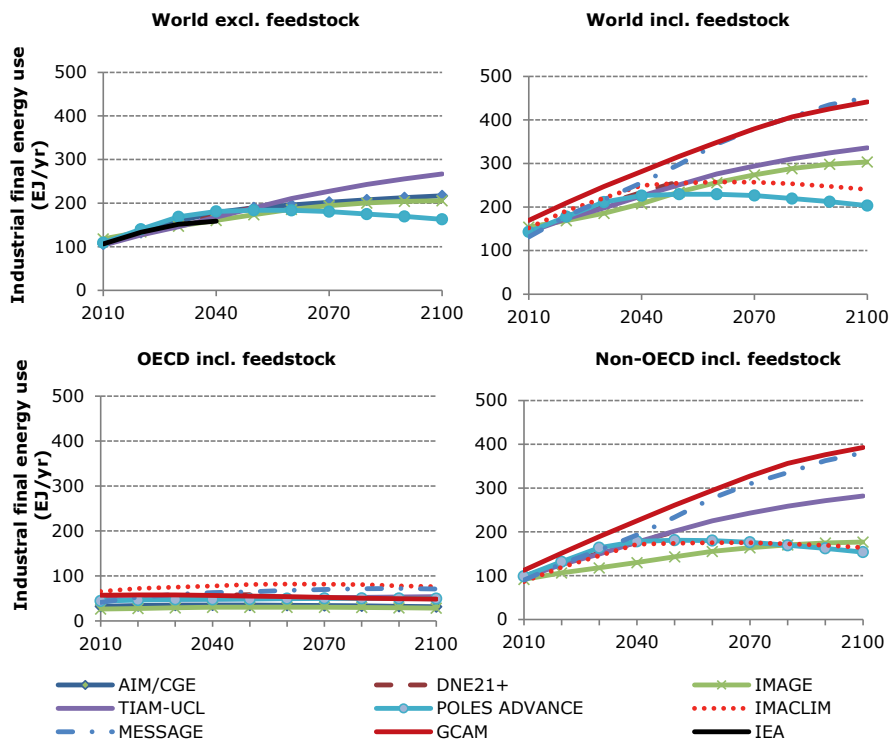 World excl. feedstock
World incl. feedstock
Industrial final energy use
(EJ/yr)
500
400
300
200
100
0
2010 2040 2070 2100
500
400
300
200
100
0
2010 2040 2070 2100
OECD incl. feedstock
Non-OECD incl. feedstock
Industral final energy use
(EJ/yr)
500
400
300
200
100
0
2010 2040 2070 2100
500
400
300
200
100
0
2010 2040 2070 2100
AIM/CGE DNE21+ IMAGE
TIAM-UCL POLES ADVANCE IMACLIM
MESSAGE GCAM IEA